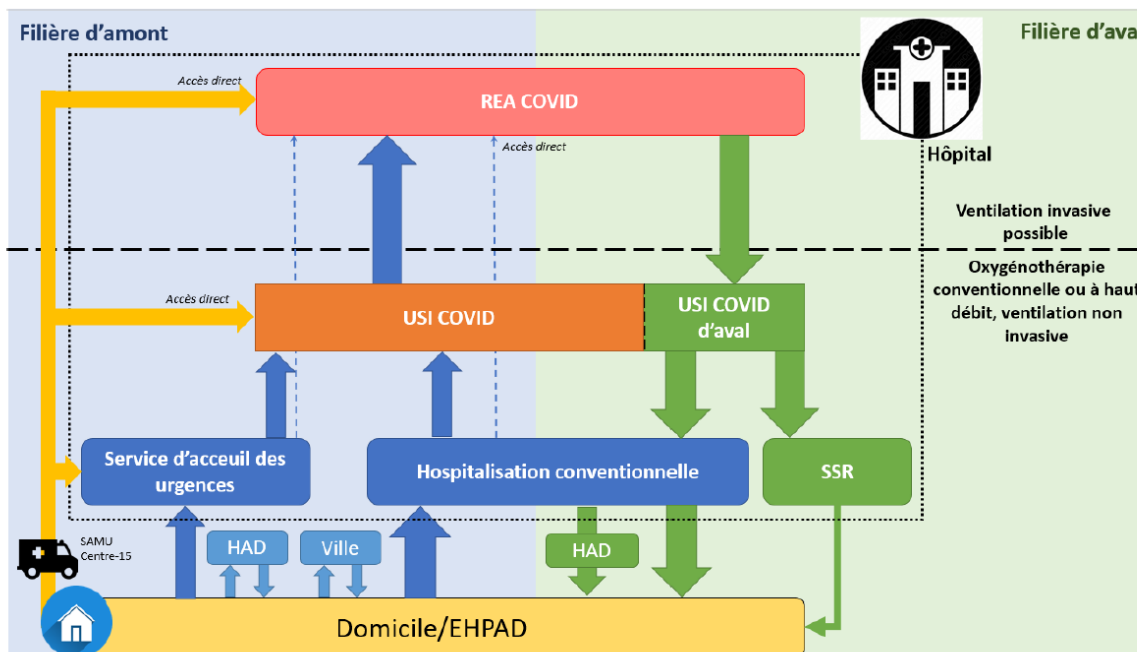 Filière d'amont
Filière d'ava
Accès direct
REA COVID
Accès direct
Hôpital
Ventilation invasive
possible
Oxygénothérapie
conventionnelle ou à haut
débit, ventilation non
invasive
Accès direct
USI COVID
USI COVID
d'aval
Service d'acceuil des
urgences
Hospitalisation conventionnelle
SSR
SAMU
Centre-15
HAD
Ville
HAD
Domicile/EHPAD